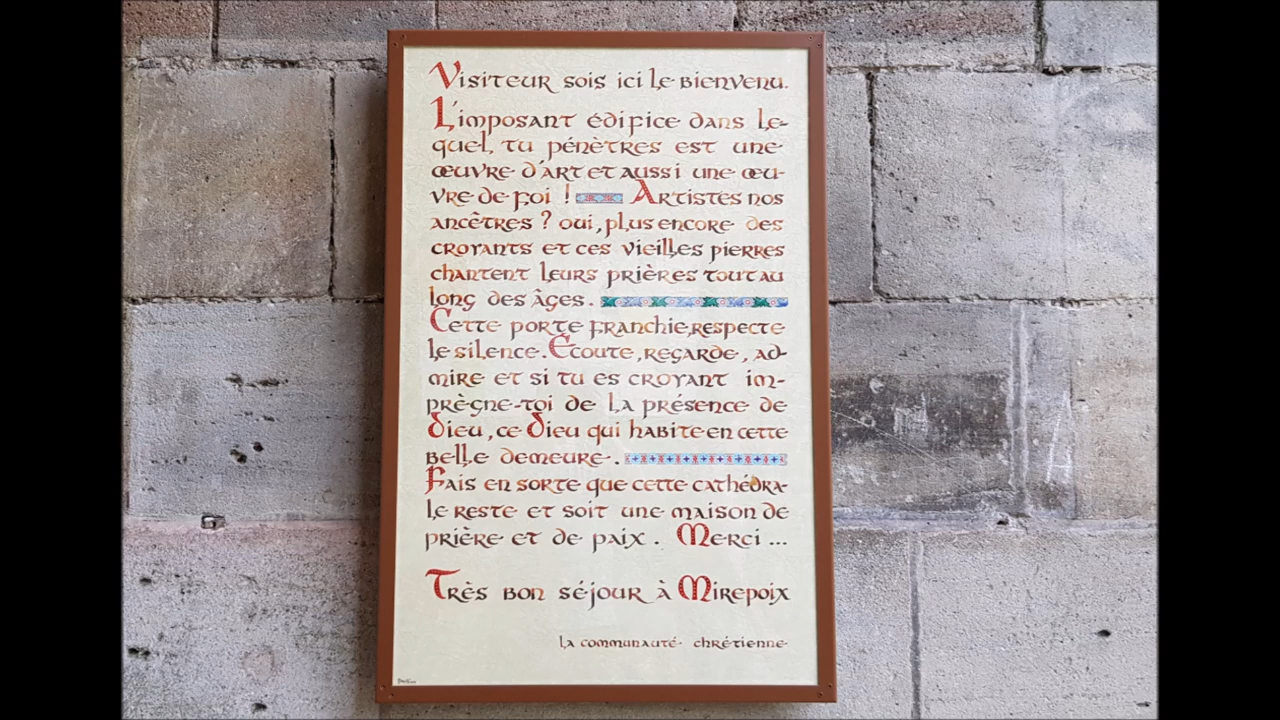 Visiteur sois ici le bienvenu.
L'imposant édifice dans le-
quel, tu pénètres est une
œuvre d'art et aussi une œu-
vre de foi ! Artistes nos
ancêtres ? oui, plus encore des
croyants et ces vieilles pierres
chantent leurs prières tout au
long des âges.
Cette porte franchie, respecte
le silence. Écoute, regarde, ad-
mire et si tu es croyant im-
prègne-toi de la présence de
Dieu, ce Dieu qui habite en cette
belle demeure.
Fais en sorte que cette cathédra-
le reste et soit une maison de
prière et de paix. Merci ...
Très bon séjour à Mirepoix
la communauté chrétienne